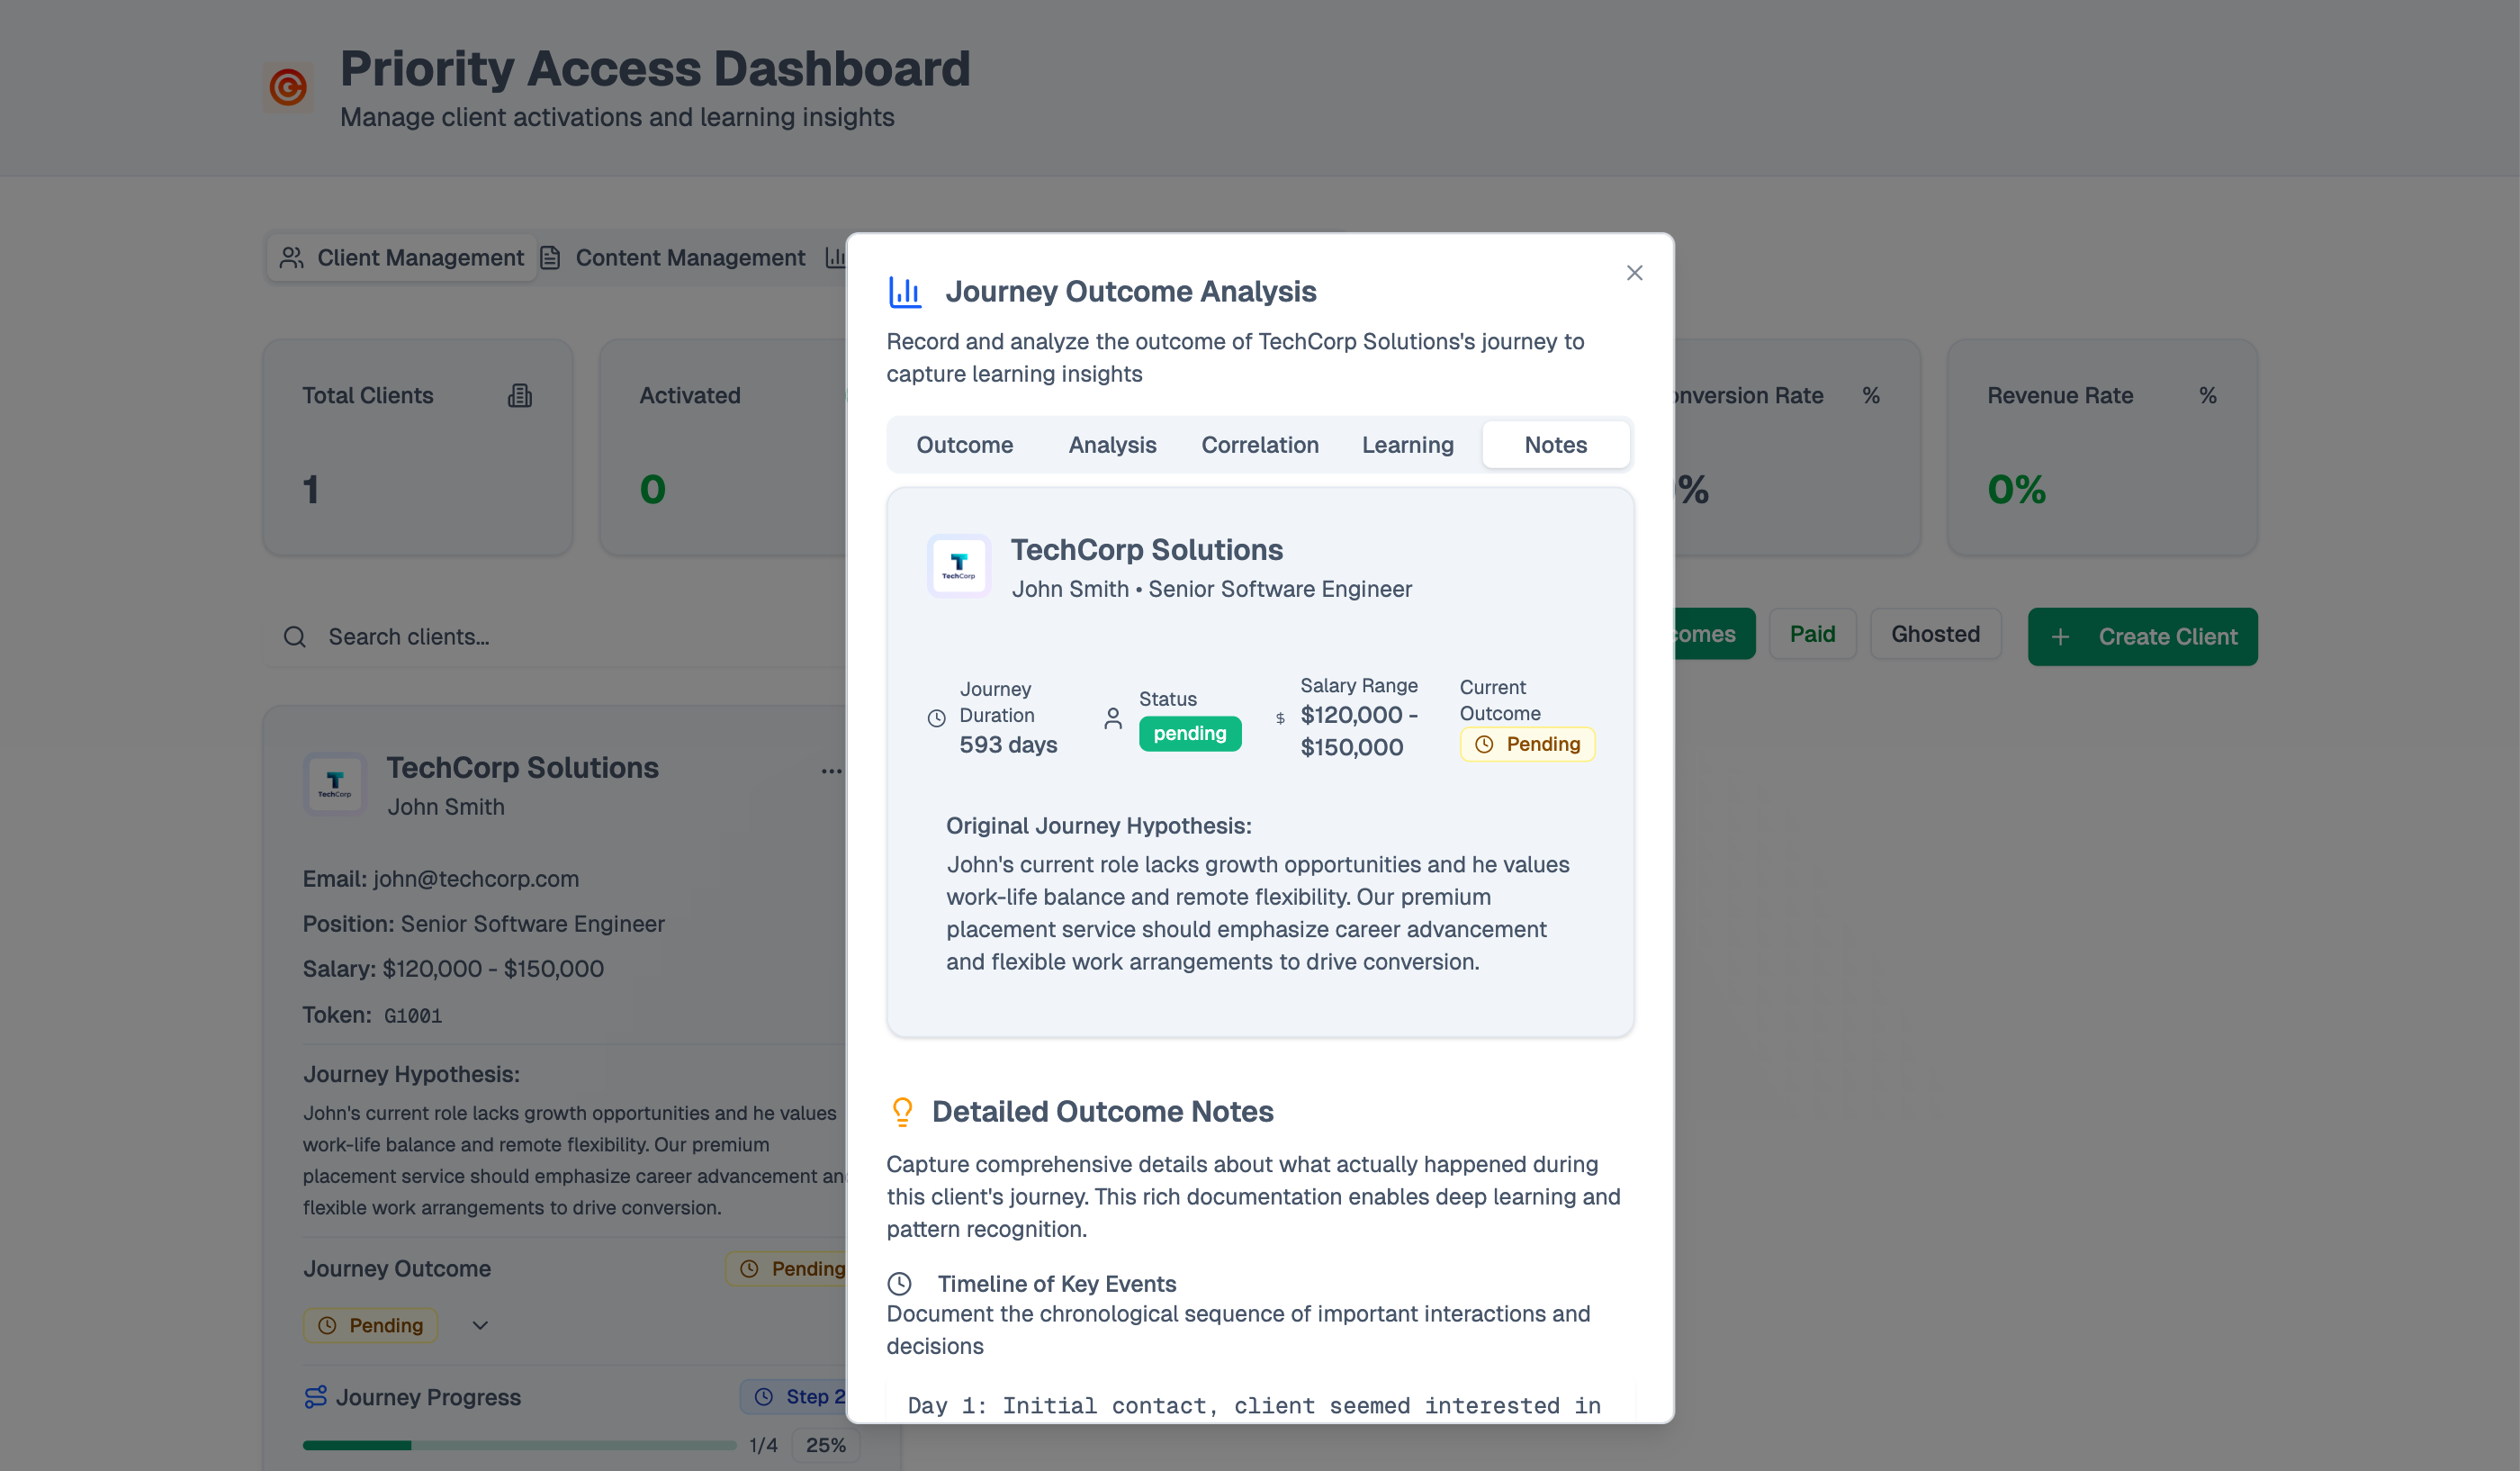 Priority Access Dashboard
Manage client activations and learning insights
Client Management
Content Management
Total Clients
1
Activated
0
onversion Rate %
%
Revenue Rate %
0%
Search clients...
comes
Paid
Ghosted
+ Create Client
TechCorp
TechCorp Solutions
John Smith
Email: john@techcorp.com
Position: Senior Software Engineer
Salary: $120,000 - $150,000
Token: G1001
Journey Hypothesis:
John's current role lacks growth opportunities and he values
work-life balance and remote flexibility. Our premium
placement service should emphasize career advancement an
flexible work arrangements to drive conversion.
Journey Outcome
Pending
Pending
Journey Progress
Step 2
1/4
25%
Journey Outcome Analysis
Record and analyze the outcome of TechCorp Solutions's journey to
capture learning insights
Outcome
Analysis
Correlation
Learning
Notes
TechCorp
TechCorp Solutions
John Smith • Senior Software Engineer
Journey
Duration
593 days
Status
pending
$
Salary Range
$120,000 -
$150,000
Current
Outcome
Pending
Original Journey Hypothesis:
John's current role lacks growth opportunities and he values
work-life balance and remote flexibility. Our premium
placement service should emphasize career advancement
and flexible work arrangements to drive conversion.
Detailed Outcome Notes
Capture comprehensive details about what actually happened during
this client's journey. This rich documentation enables deep learning and
pattern recognition.
Timeline of Key Events
Document the chronological sequence of important interactions and
decisions
Day 1: Initial contact, client seemed interested in